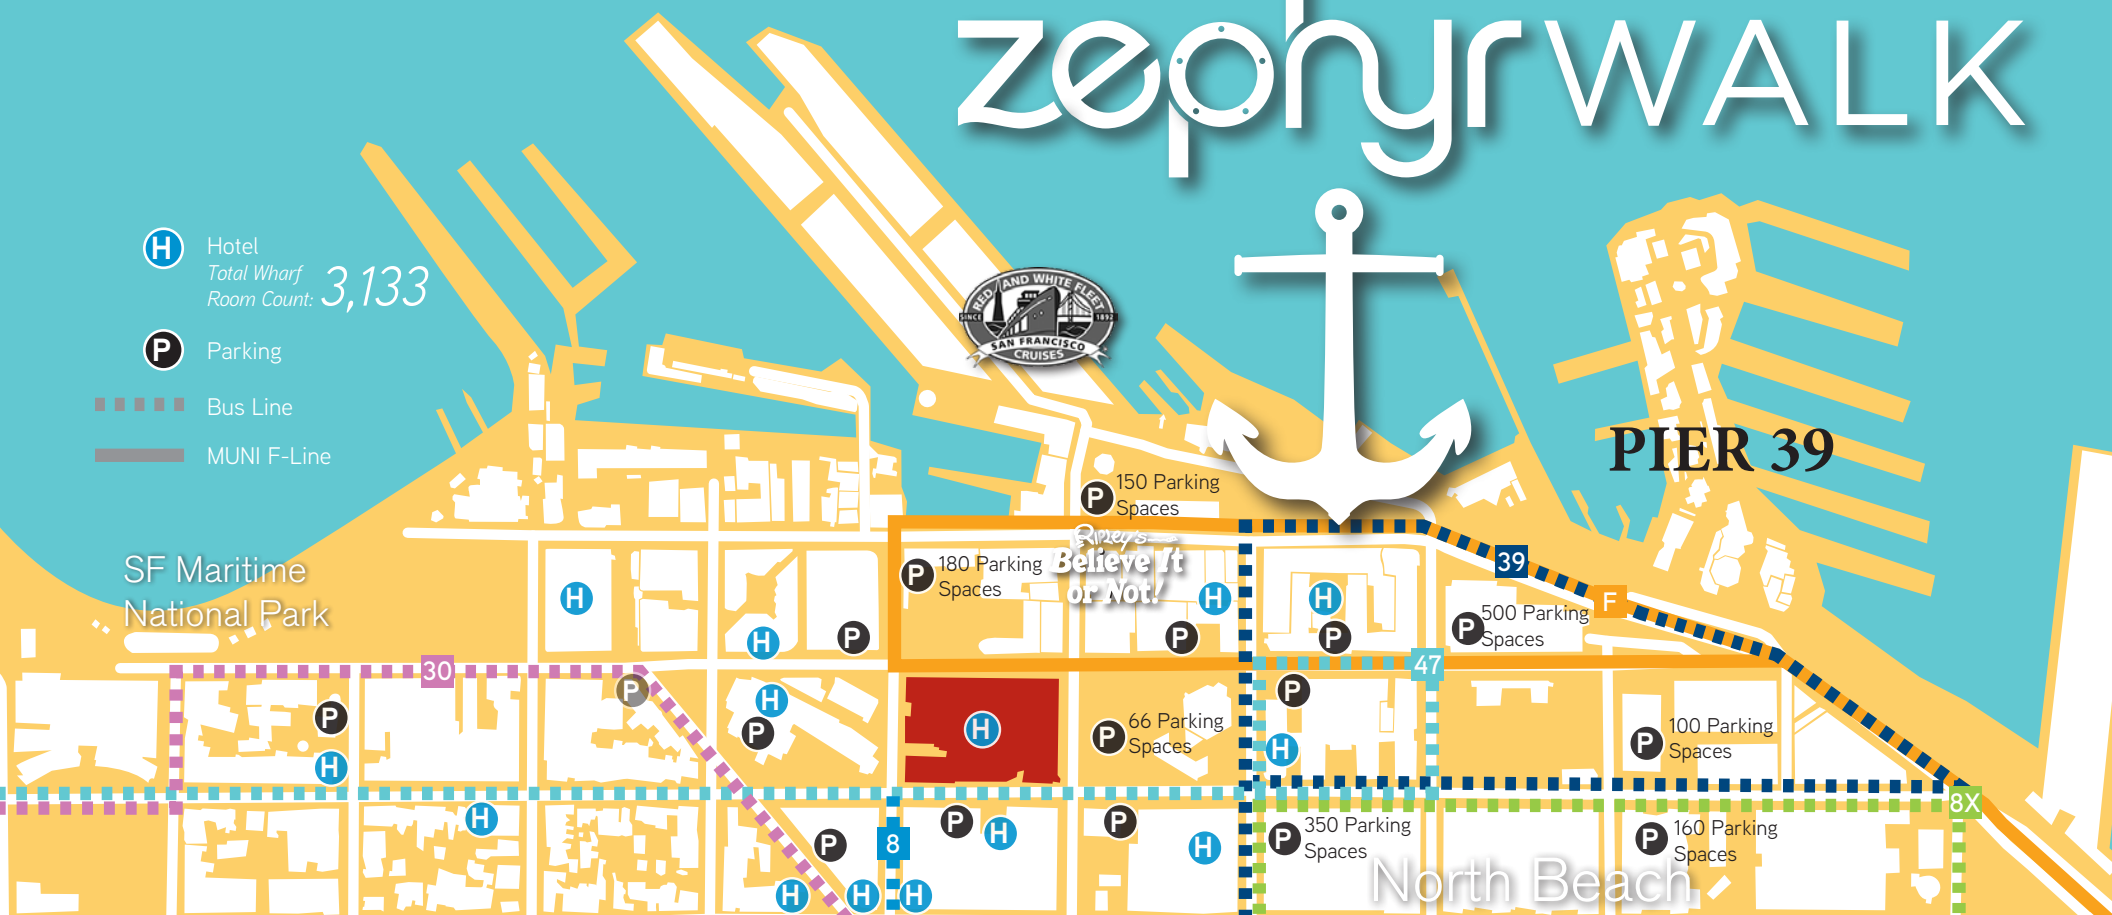 zephyr WALK
H Hotel
Total Wharf
Room Count: 3,133
P Parking
Bus Line
MUNI F-Line
RED AND WHITE FLEET
SINCE 1892
SAN FRANCISCO
CRUISES
PIER 39
P 150 Parking
Spaces
SF Maritime
National Park
P 180 Parking
Spaces
Ripley's
Believe It
or Not!
39
F
H
H
H
H
P
P
P
P 500 Parking
Spaces
30
47
P
P
P
H
P
H
H
P 66 Parking
Spaces
P
H
P 100 Parking
Spaces
H
8X
H
P
8
P
H
P
H
P 350 Parking
Spaces
P 160 Parking
Spaces
North Beach
H
H
H